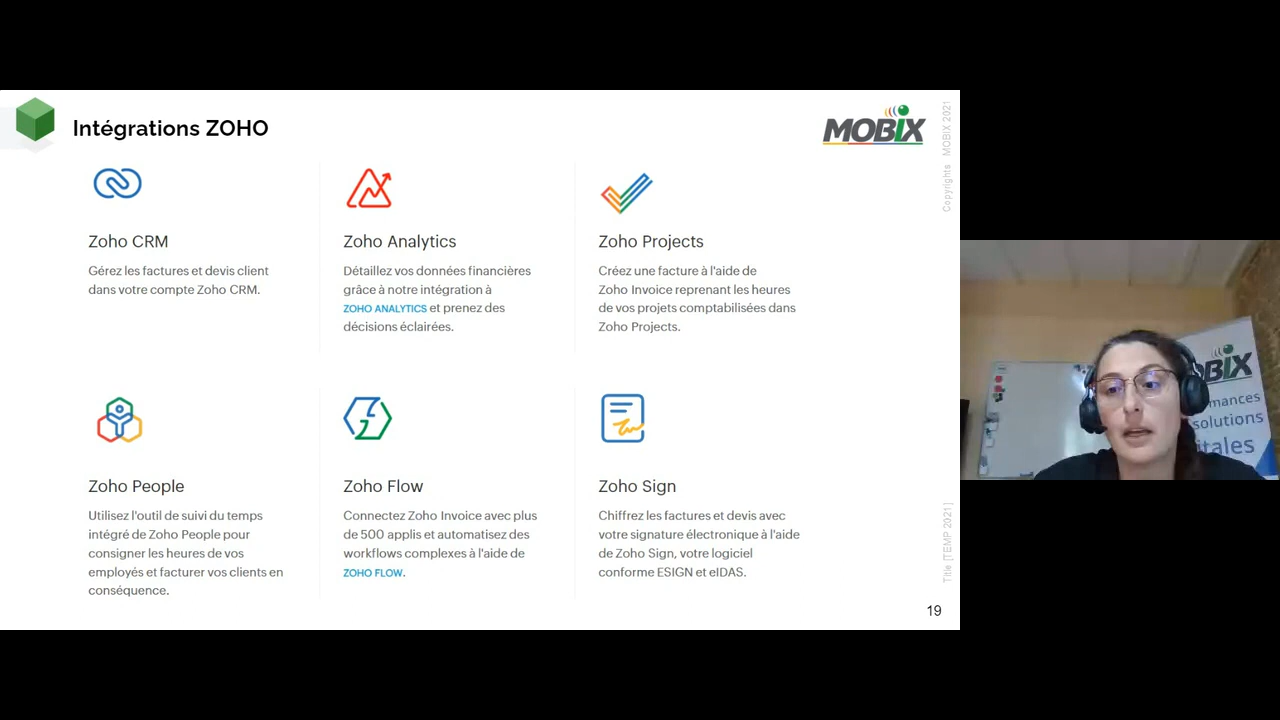 Intégrations ZOHO
MOBIX
Copyrights MOBIX 2021
Zoho CRM
Gérez les factures et devis client
dans votre compte Zoho CRM.
Zoho Analytics
Détaillez vos données financières
grâce à notre intégration à
ZOHO ANALYTICS et prenez des
décisions éclairées.
Zoho Projects
Créez une facture à l'aide de
Zoho Invoice reprenant les heures
de vos projets comptabilisées dans
Zoho Projects.
Zoho People
Utilisez l'outil de suivi du temps
intégré de Zoho People pour
consigner les heures de vos
employés et facturer vos clients en
conséquence.
Zoho Flow
Connectez Zoho Invoice avec plus
de 500 applis et automatisez des
workflows complexes à l'aide de
ZOHO FLOW.
Zoho Sign
Chiffrez les factures et devis avec
votre signature électronique à l'aide
de Zoho Sign, votre logiciel
conforme ESIGN et eIDAS.
Title [TEMP 2021]
19
OBIX
mances
solutions
itales